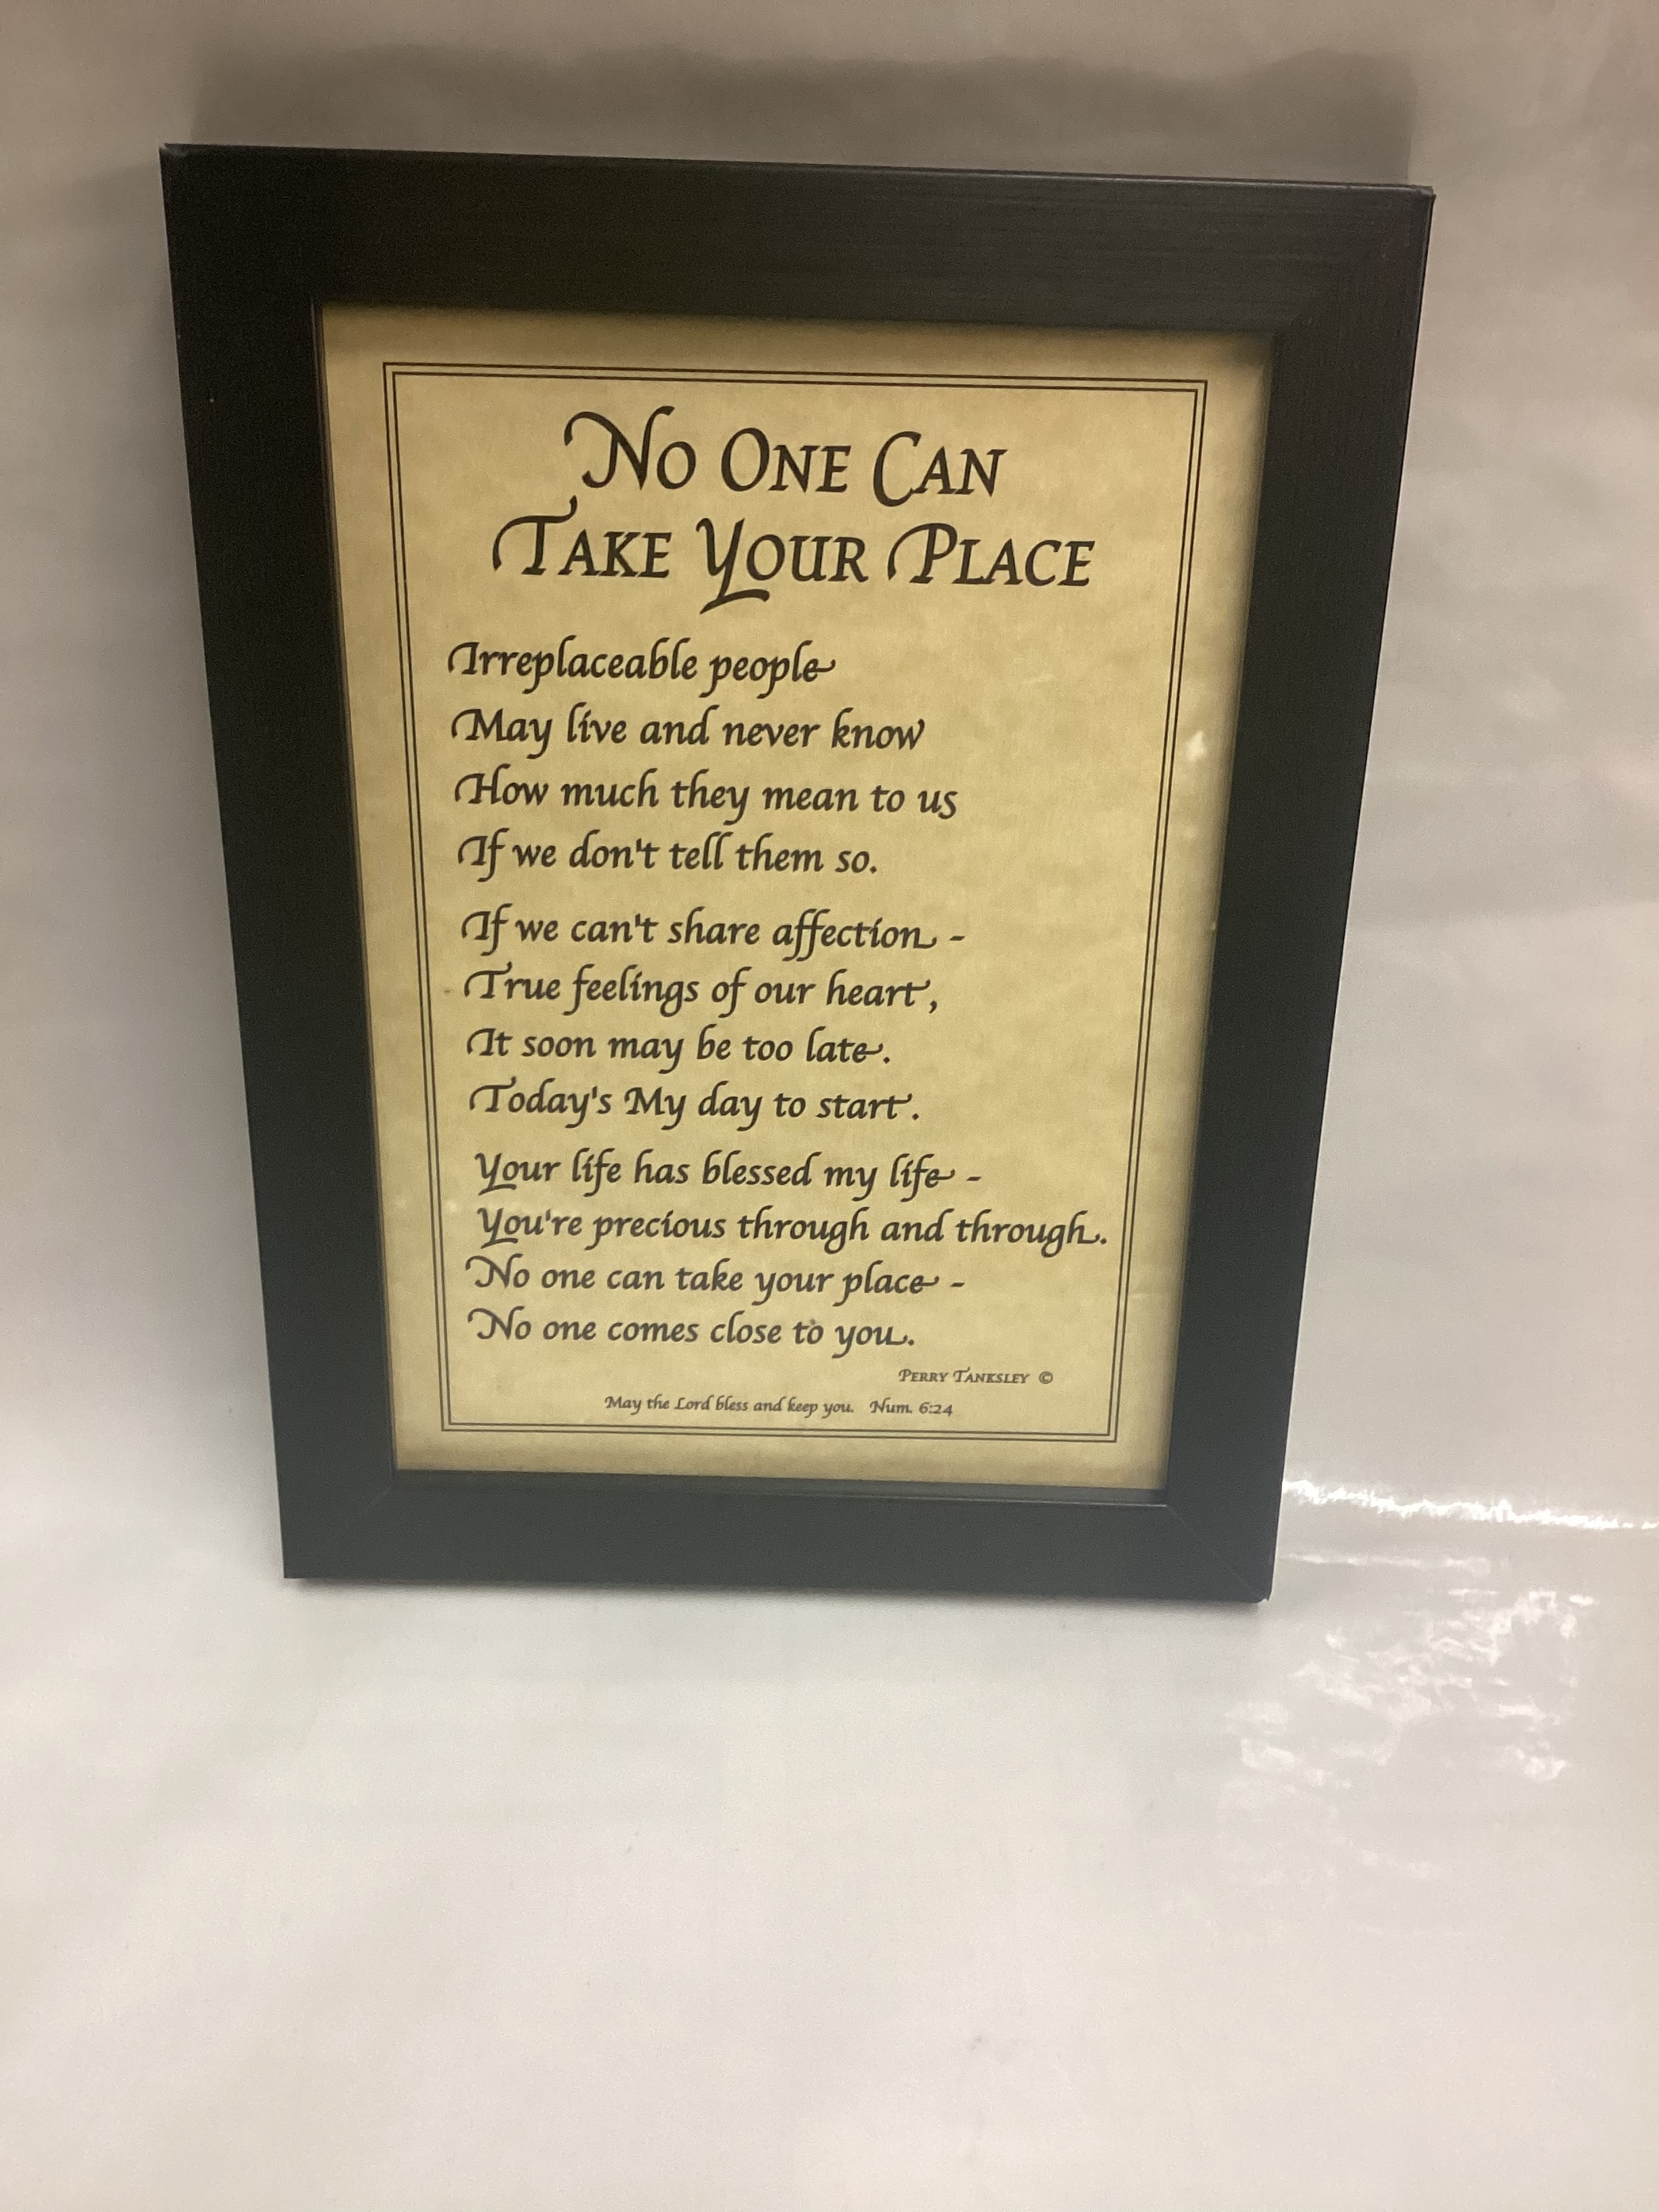 No One Can
Take Your Place
Irreplaceable people
May live and never know
How much they mean to us
If we don't tell them so.
If we can't share affection -
True feelings of our heart,
It soon may be too late.
Today's My day to start.
Your life has blessed my life -
You're precious through and through.
No one can take your place -
No one comes close to you.
Perry Tanksley ©
May the Lord bless and keep you. Num. 6:24